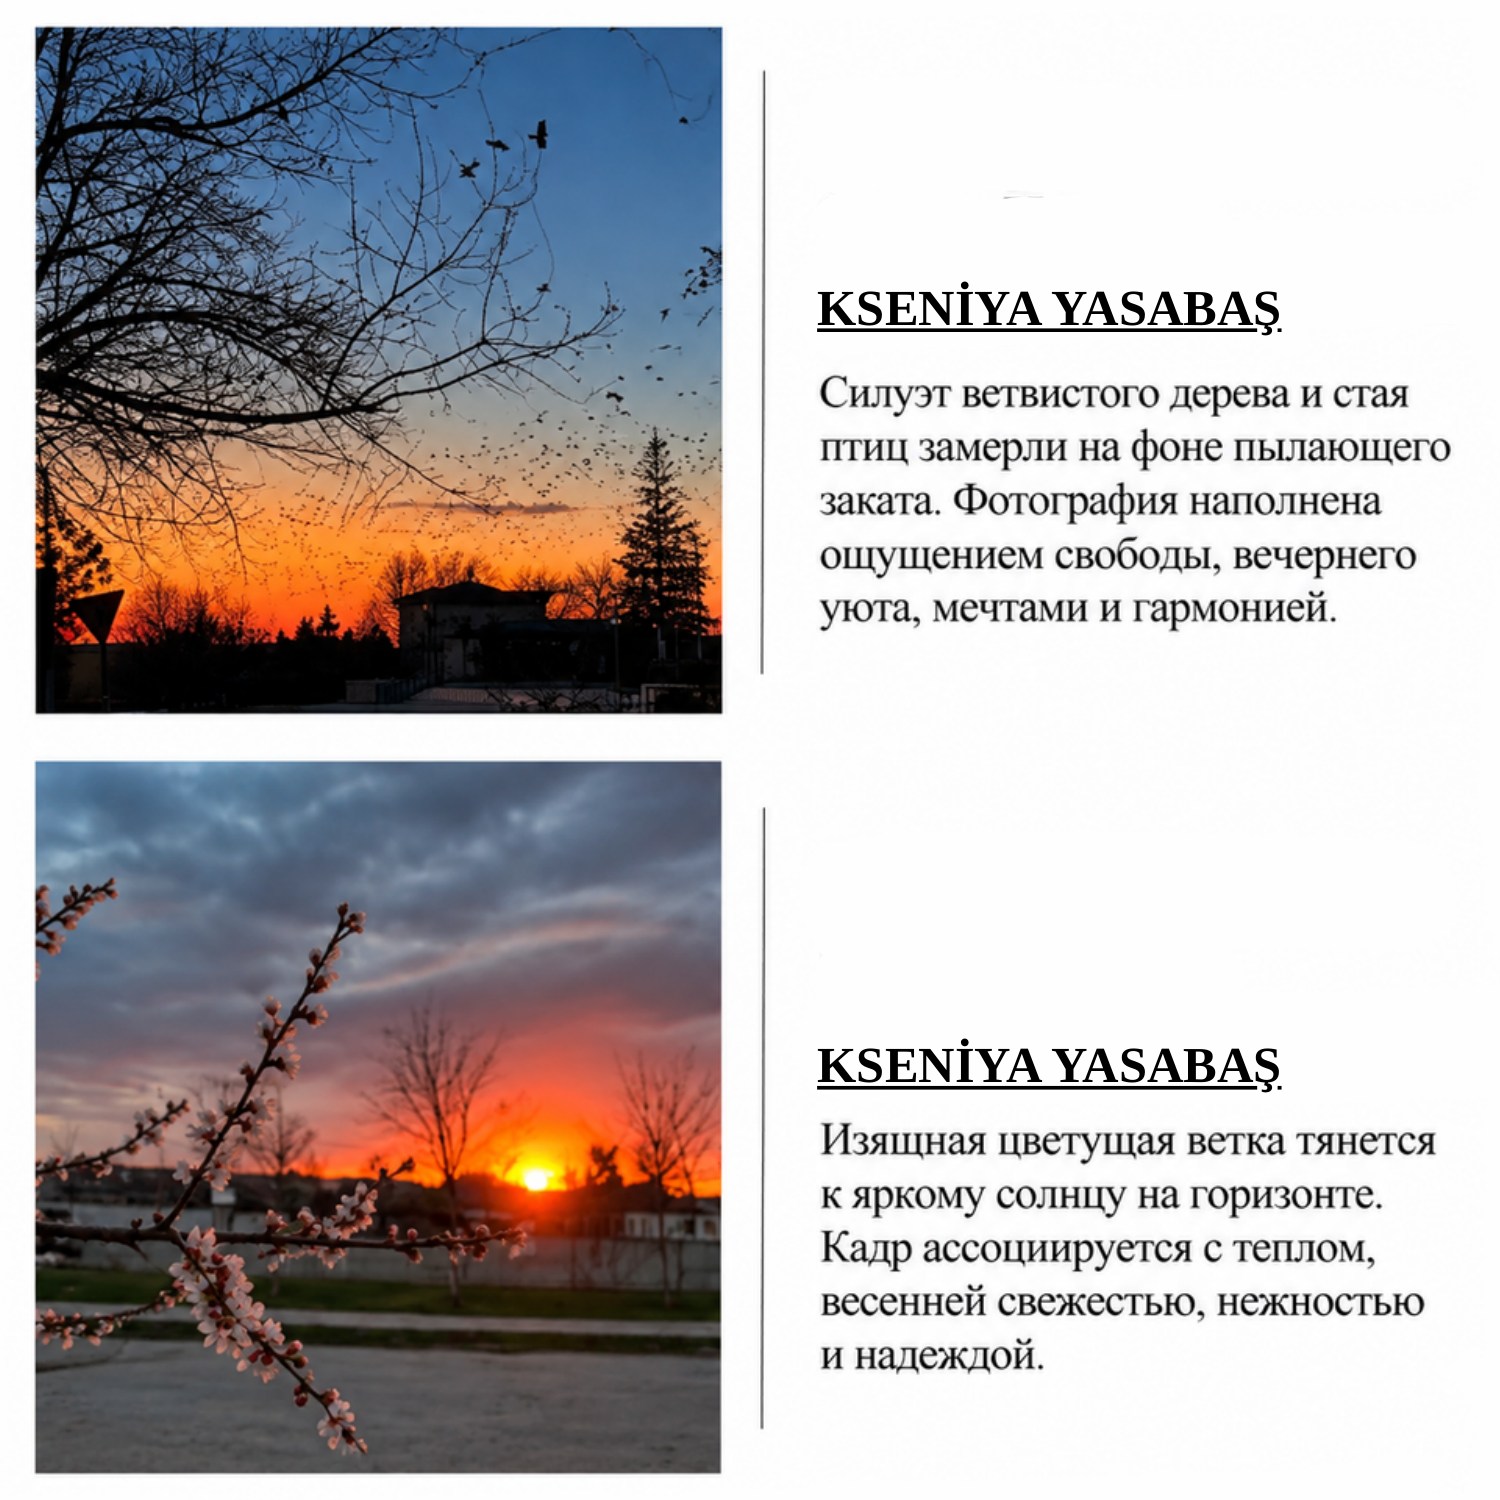 KSENİYA YASABAŞ
Силуэт ветвистого дерева и стая
птиц замерли на фоне пылающего
заката. Фотография наполнена
ощущением свободы, вечернего
уюта, мечтами и гармонией.
KSENİYA YASABAŞ
Изящная цветущая ветка тянется
к яркому солнцу на горизонте.
Кадр ассоциируется с теплом,
весенней свежестью, нежностью
и надеждой.